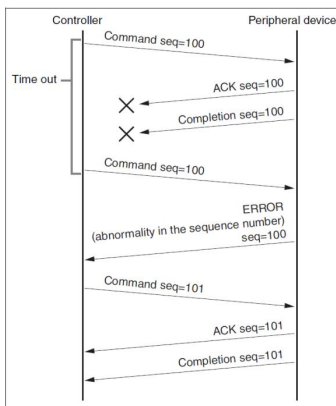 Controller
Peripheral device
Command seq=100
Time out
ACK seq=100
Completion seq=100
Command seq=100
ERROR
(abnormality in the sequence number)
seq=100
Command seq=101
ACK seq=101
Completion seq=101